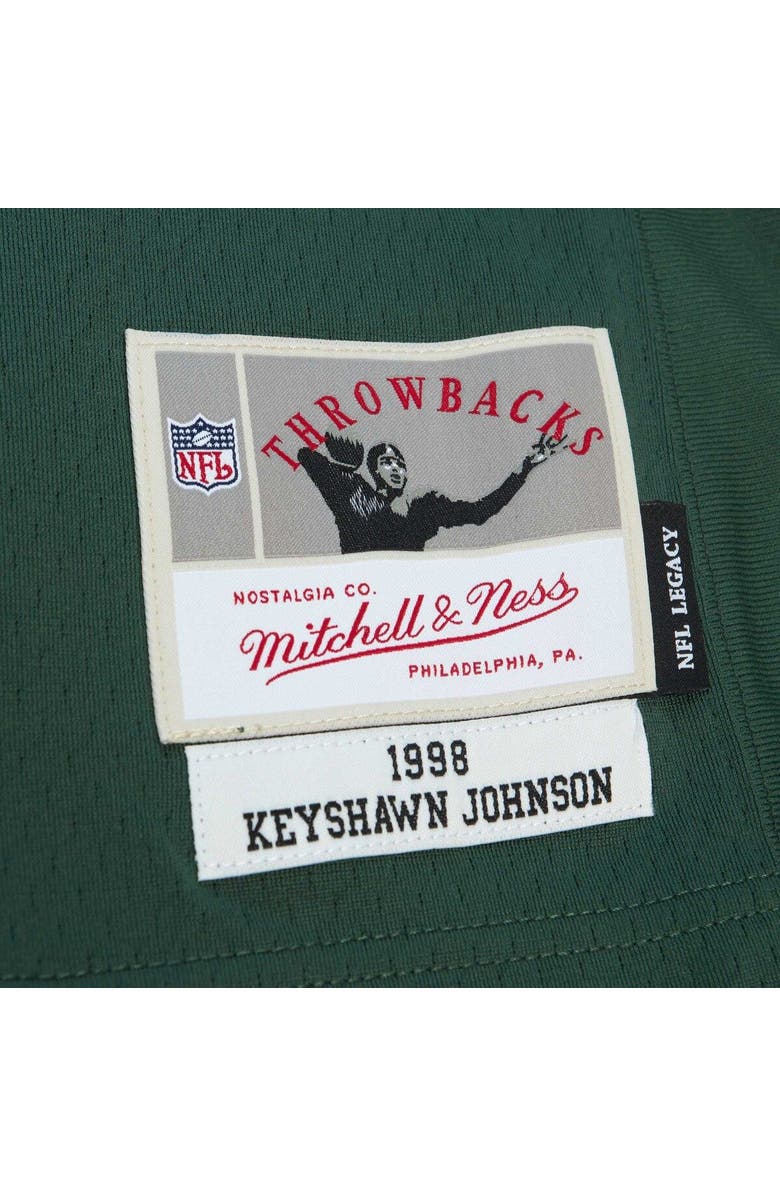 THROWBACKS
NFL
NOSTALGIA CO.
Mitchell & Ness
PHILADELPHIA, PA.
NFL LEGACY
1998
KEYSHAWN JOHNSON